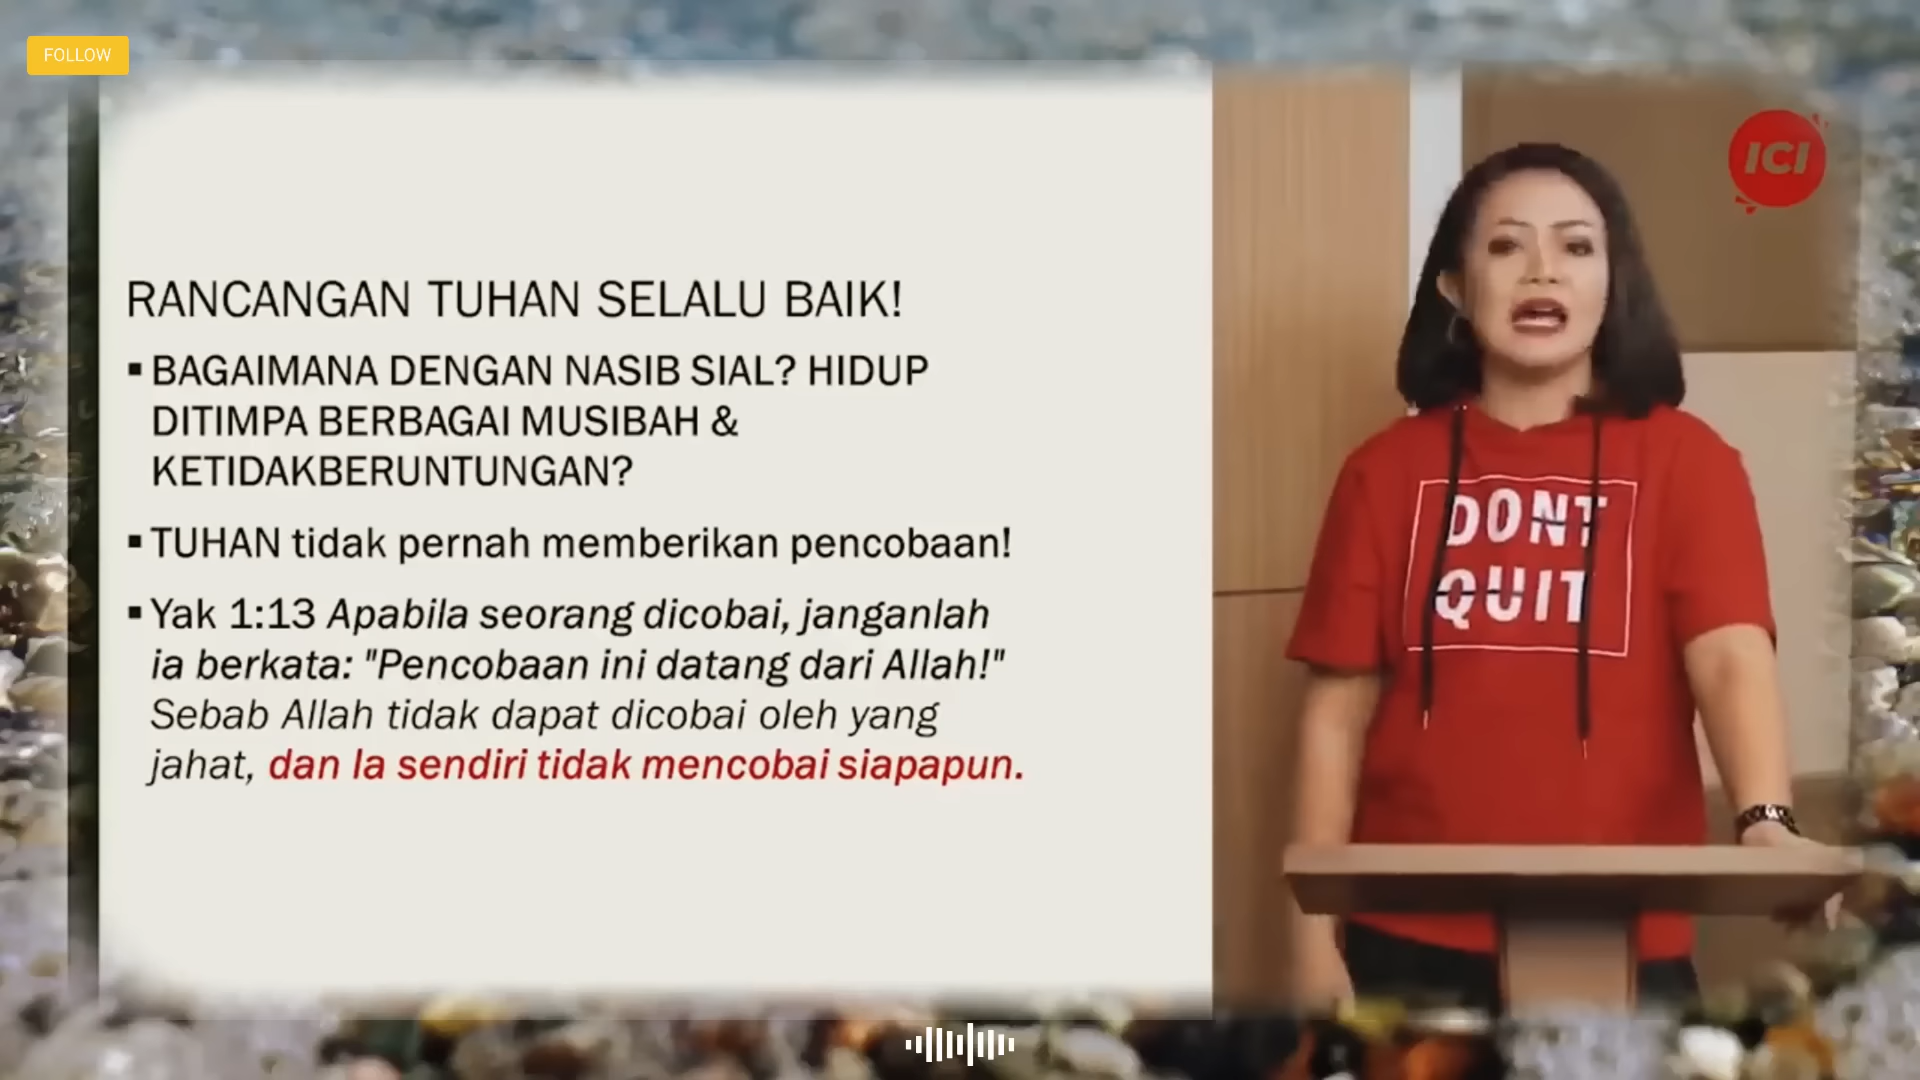 FOLLOW
ICI
RANCANGAN TUHAN SELALU BAIK!
▪ BAGAIMANA DENGAN NASIB SIAL? HIDUP
DITIMPA BERBAGAI MUSIBAH &
KETIDAKBERUNTUNGAN?
▪ TUHAN tidak pernah memberikan pencobaan!
▪ Yak 1:13 Apabila seorang dicobai, janganlah
ia berkata: "Pencobaan ini datang dari Allah!"
Sebab Allah tidak dapat dicobai oleh yang
jahat, dan Ia sendiri tidak mencobai siapapun.
DONT
QUIT